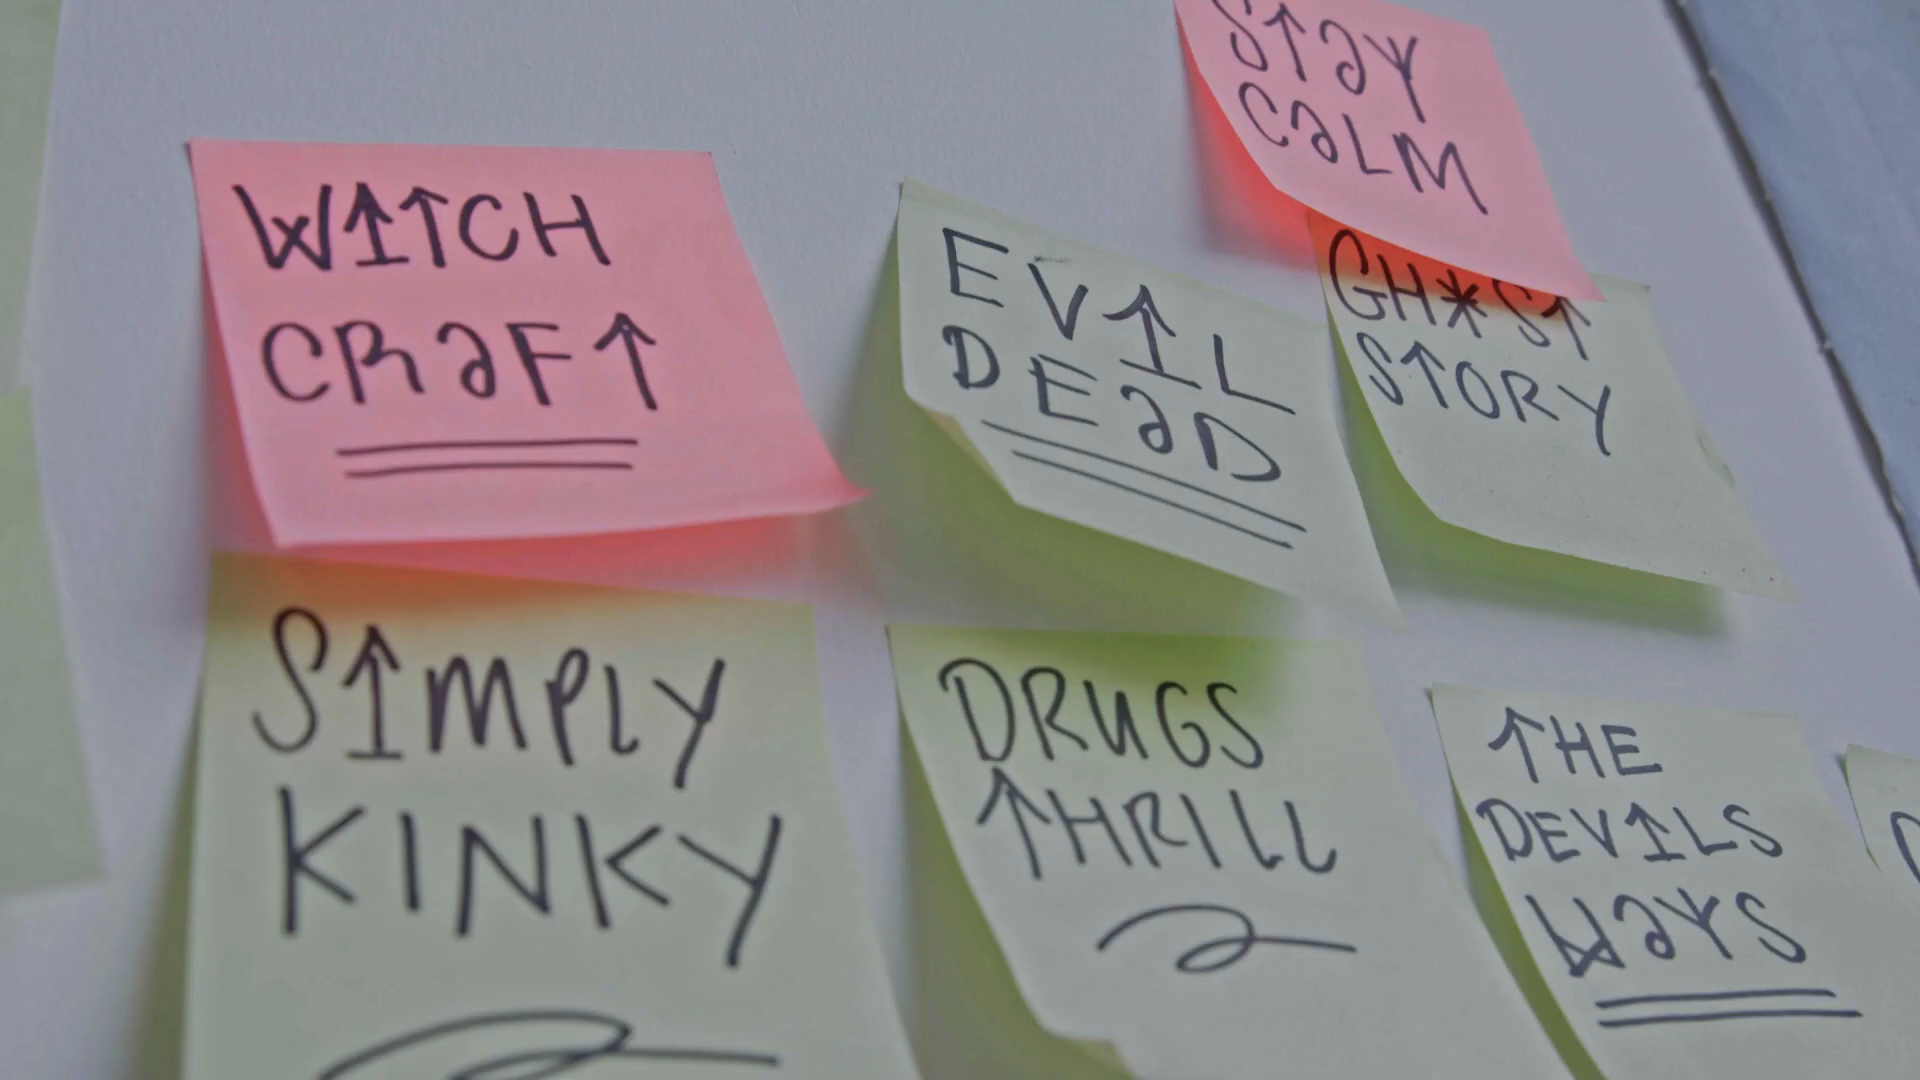 STAY
CALM
WITCH
CRAFT
EVIL
DEAD
GH*ST
STORY
SIMPLY
KINKY
DRUGS
THRILL
THE
DEVILS
WAYS